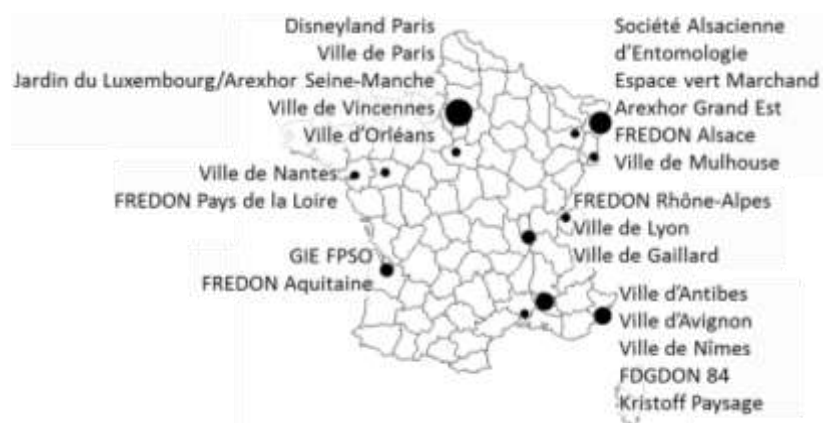 Disneyland Paris
Ville de Paris
Jardin du Luxembourg/Arexhor Seine-Manche
Ville de Vincennes
Ville d'Orléans
Ville de Nantes
FREDON Pays de la Loire
GIE FPSO
FREDON Aquitaine
Société Alsacienne
d'Entomologie
Espace vert Marchand
Arexhor Grand Est
FREDON Alsace
Ville de Mulhouse
FREDON Rhône-Alpes
Ville de Lyon
Ville de Gaillard
Ville d'Antibes
Ville d'Avignon
Ville de Nîmes
FDGDON 84
Kristoff Paysage